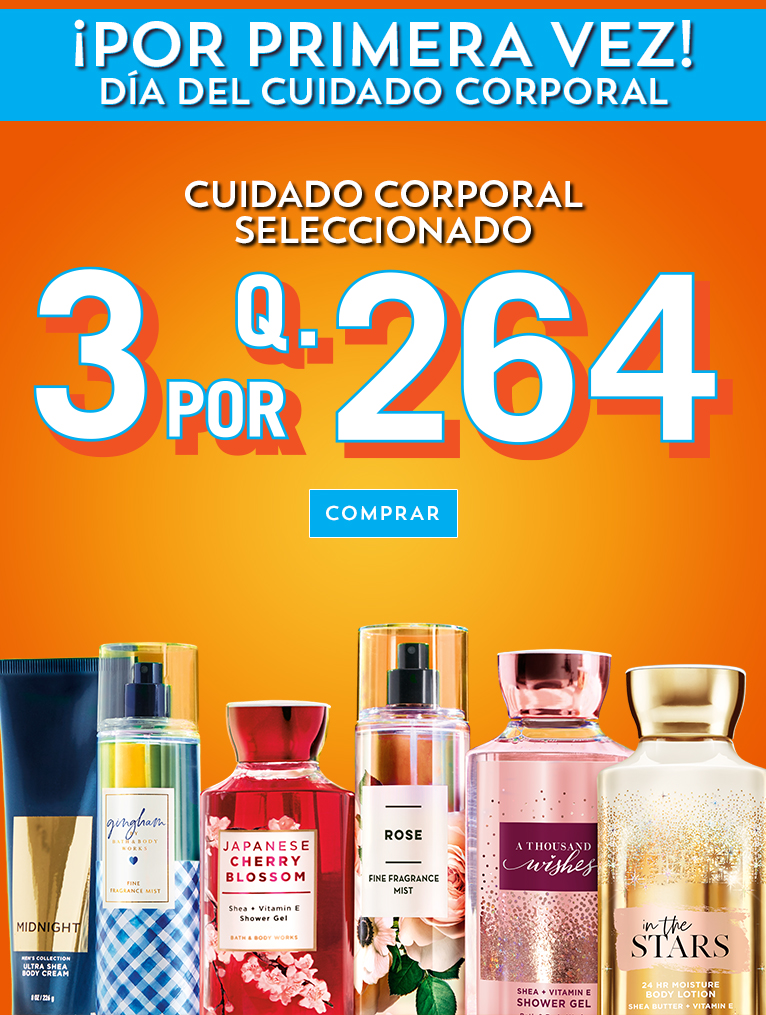 ¡POR PRIMERA VEZ!
DÍA DEL CUIDADO CORPORAL
CUIDADO CORPORAL
SELECCIONADO
3 POR Q.264
COMPRAR
MIDNIGHT
MEN'S COLLECTION
ULTRA SHEA
BODY CREAM
8 OZ / 226 g
gingham
BATH & BODY
WORKS
FINE
FRAGRANCE MIST
JAPANESE
CHERRY
BLOSSOM
Shea + Vitamin E
Shower Gel
BATH & BODY WORKS
ROSE
FINE FRAGRANCE
MIST
A THOUSAND
wishes
SHEA + VITAMIN E
SHOWER GEL
in the
STARS
24 HR MOISTURE
BODY LOTION
SHEA BUTTER + VITAMIN E